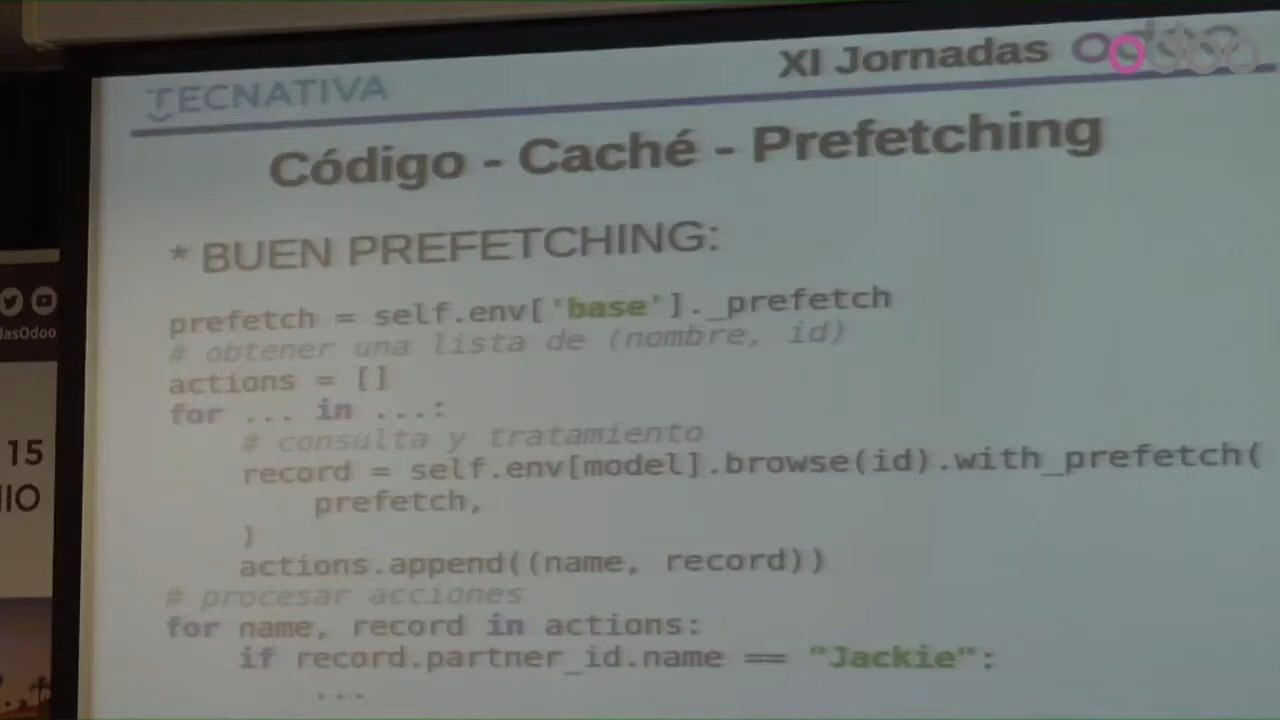 TECNATIVA
XI Jornadas odoo
Código - Caché - Prefetching
* BUEN PREFETCHING:
prefetch = self.env['base']._prefetch
# obtener una lista de (nombre, id)
actions = []
for ... in ...:
# consulta y tratamiento
record = self.env[model].browse(id).with_prefetch(
prefetch,
)
actions.append((name, record))
# procesar acciones
for name, record in actions:
if record.partner_id.name == "Jackie":
...
lasOdoo
15